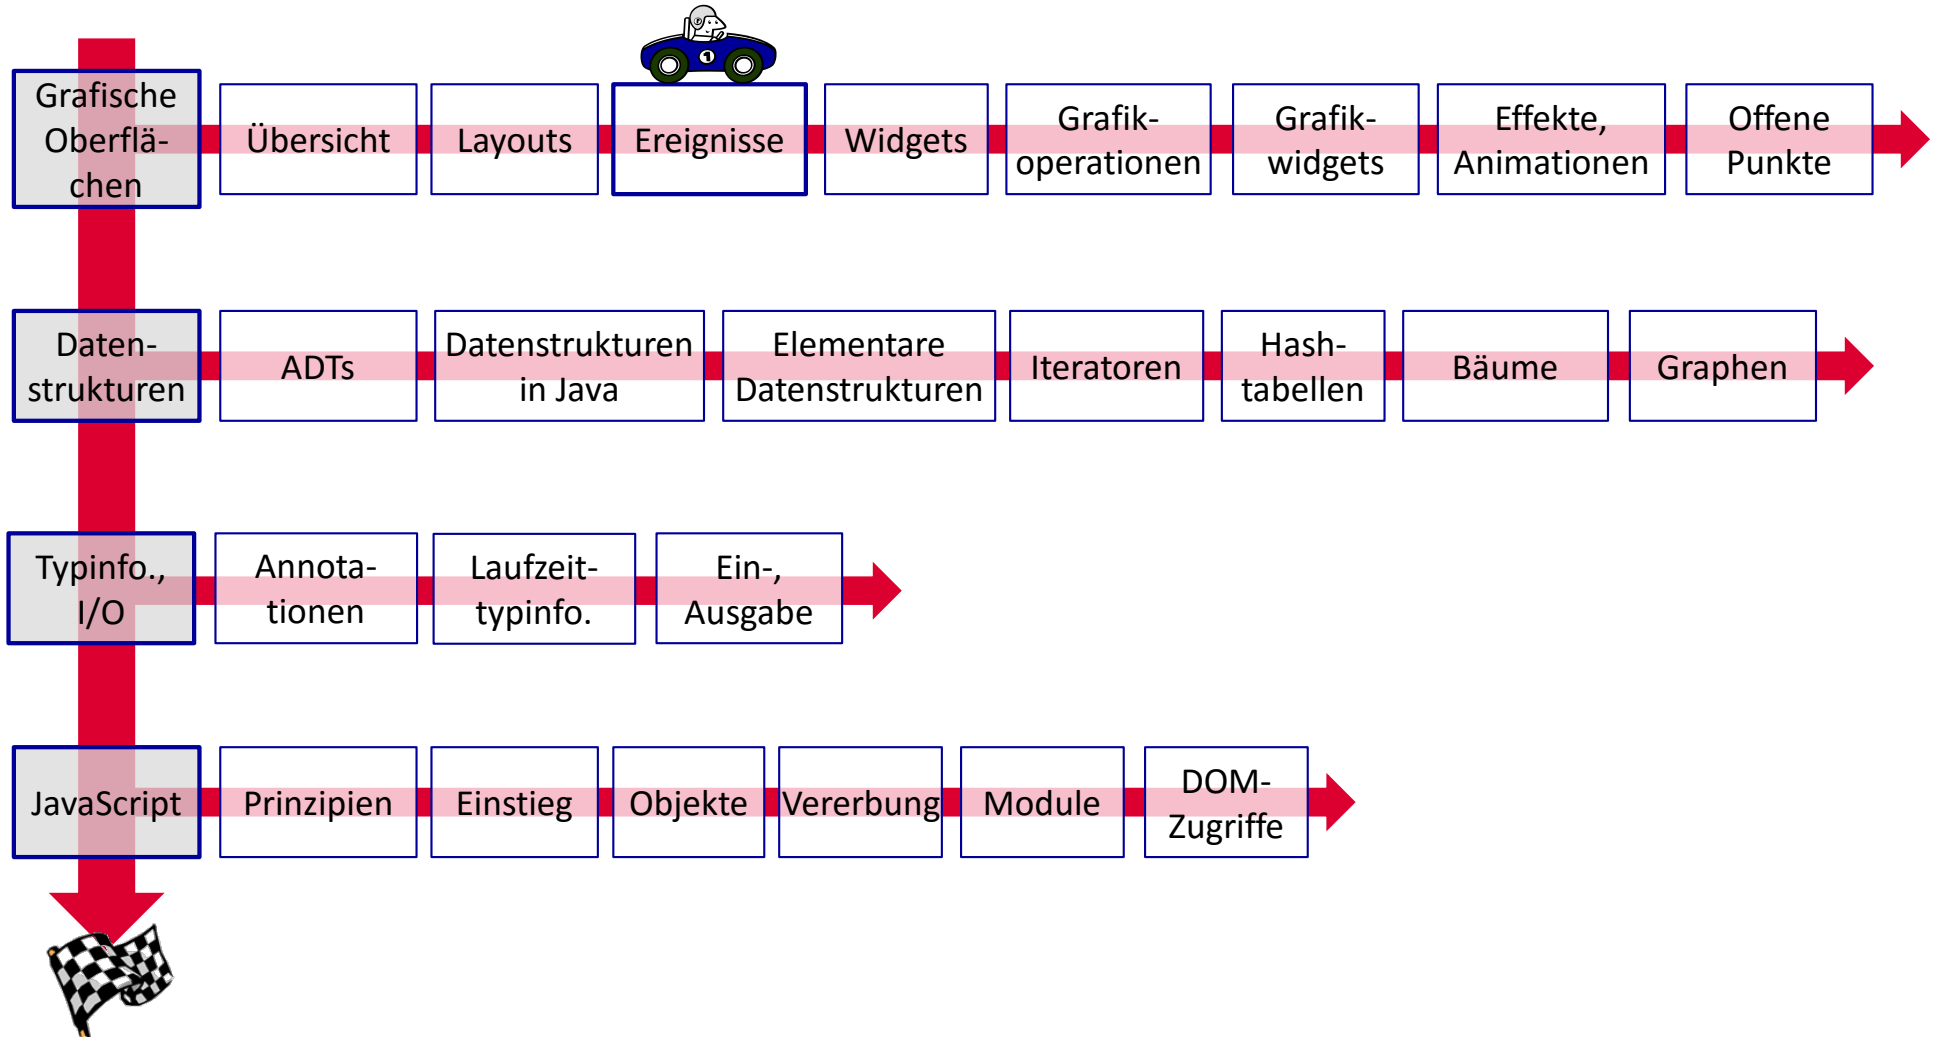 1
Grafische
Oberflä-
chen
Übersicht
Layouts
Ereignisse
Widgets
Grafik-
operationen
Grafik-
widgets
Effekte,
Animationen
Offene
Punkte
Daten-
strukturen
ADTs
Datenstrukturen
in Java
Elementare
Datenstrukturen
Iteratoren
Hash-
tabellen
Bäume
Graphen
Typinfo.,
I/O
Annota-
tionen
Laufzeit-
typinfo.
Ein-,
Ausgabe
JavaScript
Prinzipien
Einstieg
Objekte
Vererbung
Module
DOM-
Zugriffe